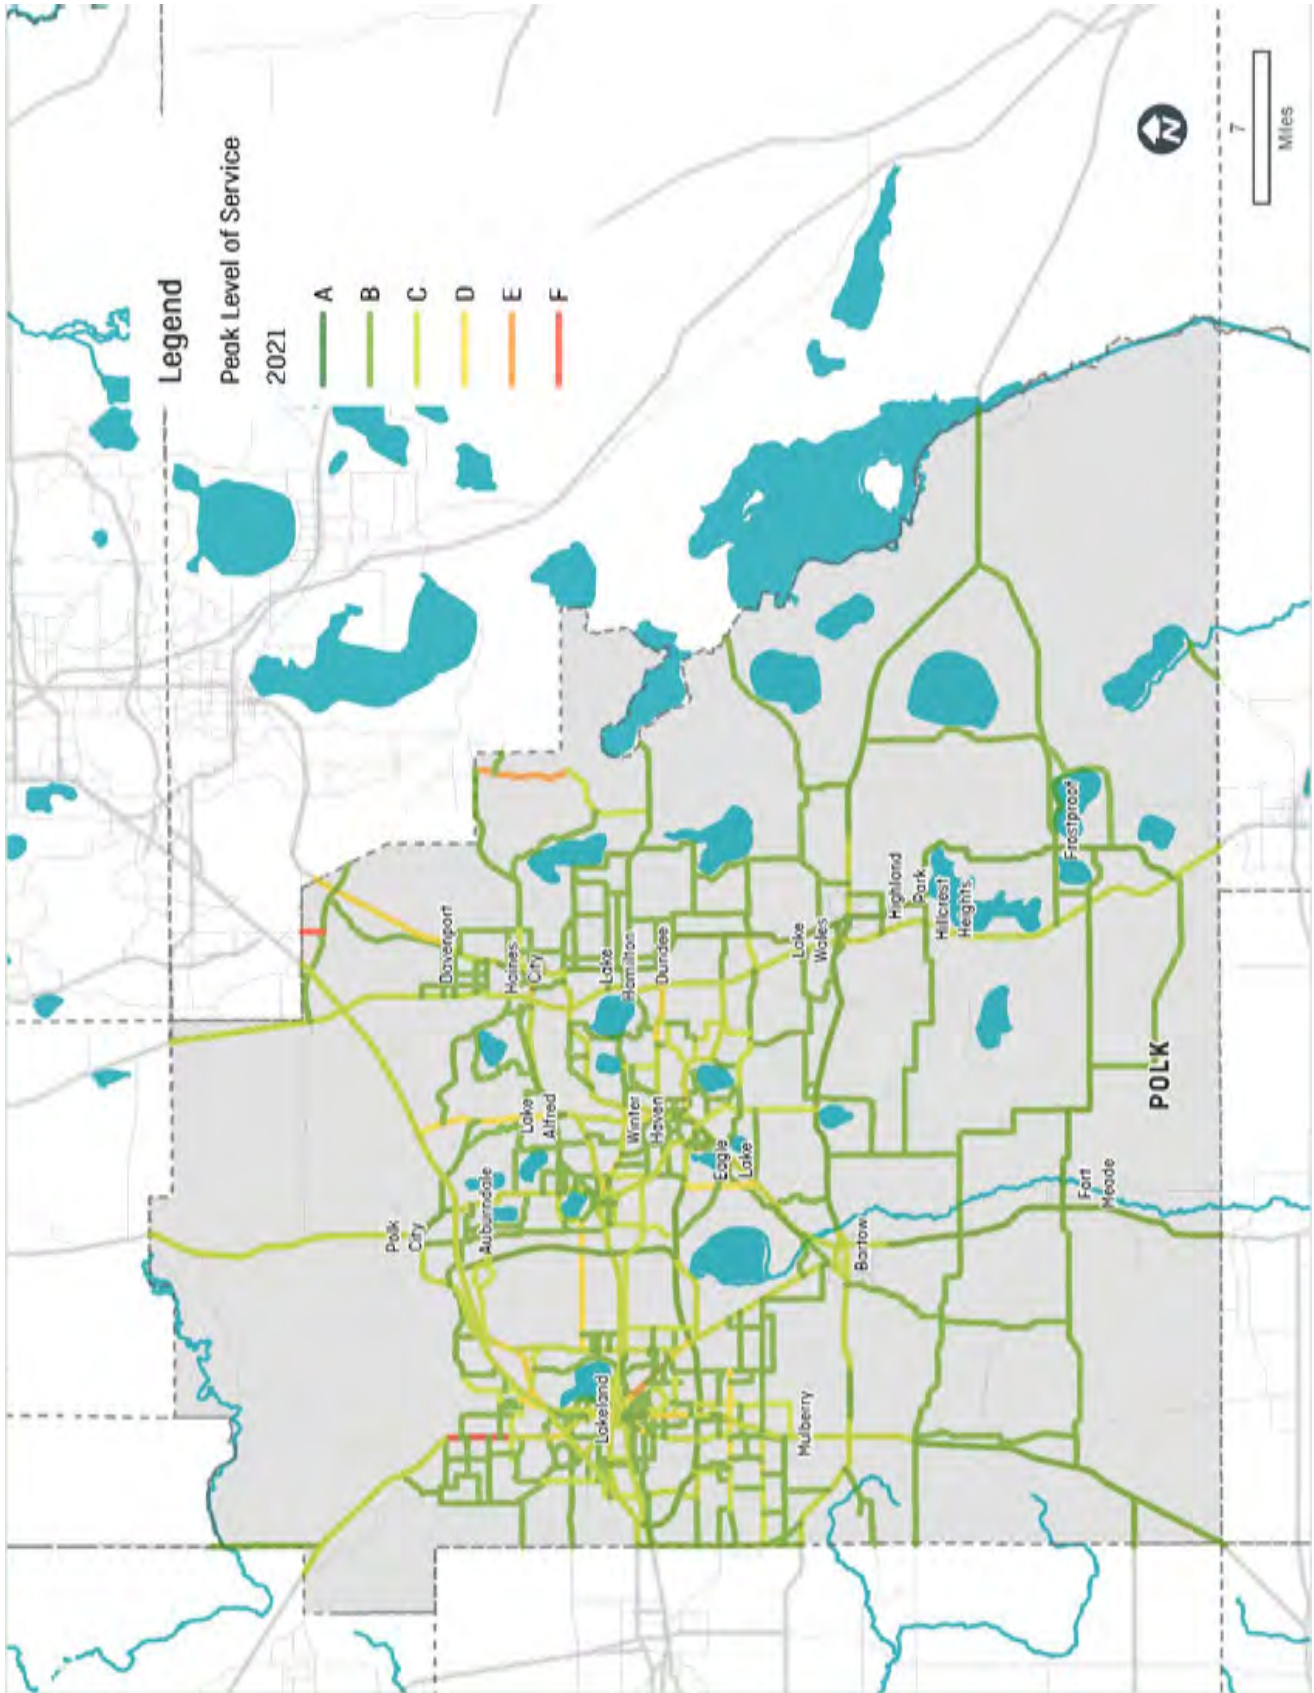 Legend
Peak Level of Service
2021
A
B
C
D
E
F
Polk
City
Davenport
Haines
City
Lake
Alfred
Auburndale
Lake
Hamilton
Dundee
Winter
Haven
Lakeland
Eagle
Lake
Lake
Wales
Mulberry
Bartow
Highland
Park
Hillcrest
Heights
Frostproof
Fort
Meade
POLK
N
7
Miles